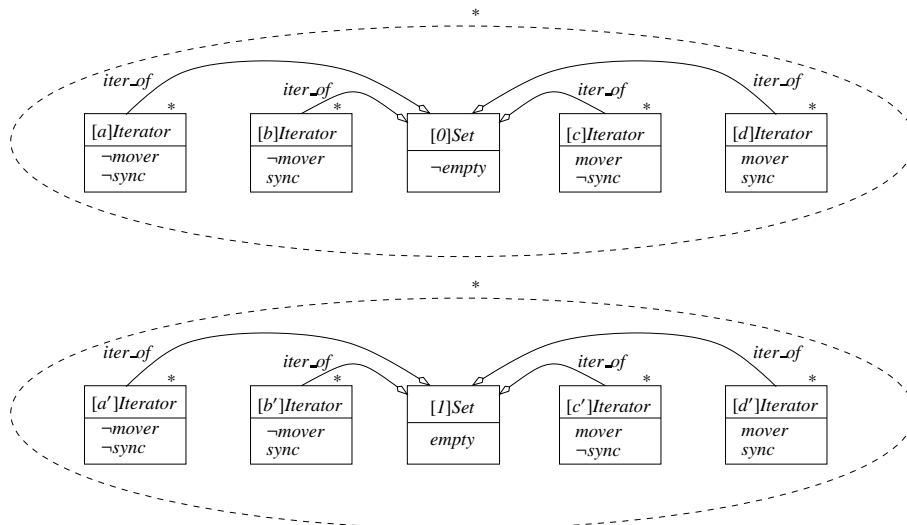 *
iter_of
iter_of
iter_of
iter_of
*
*
*
*
[a]Iterator
[b]Iterator
[0]Set
[c]Iterator
[d]Iterator
¬mover
¬mover
¬empty
mover
mover
¬sync
sync
¬sync
sync
*
iter_of
iter_of
iter_of
iter_of
*
*
*
*
[a′]Iterator
[b′]Iterator
[1]Set
[c′]Iterator
[d′]Iterator
¬mover
¬mover
empty
mover
mover
¬sync
sync
¬sync
sync